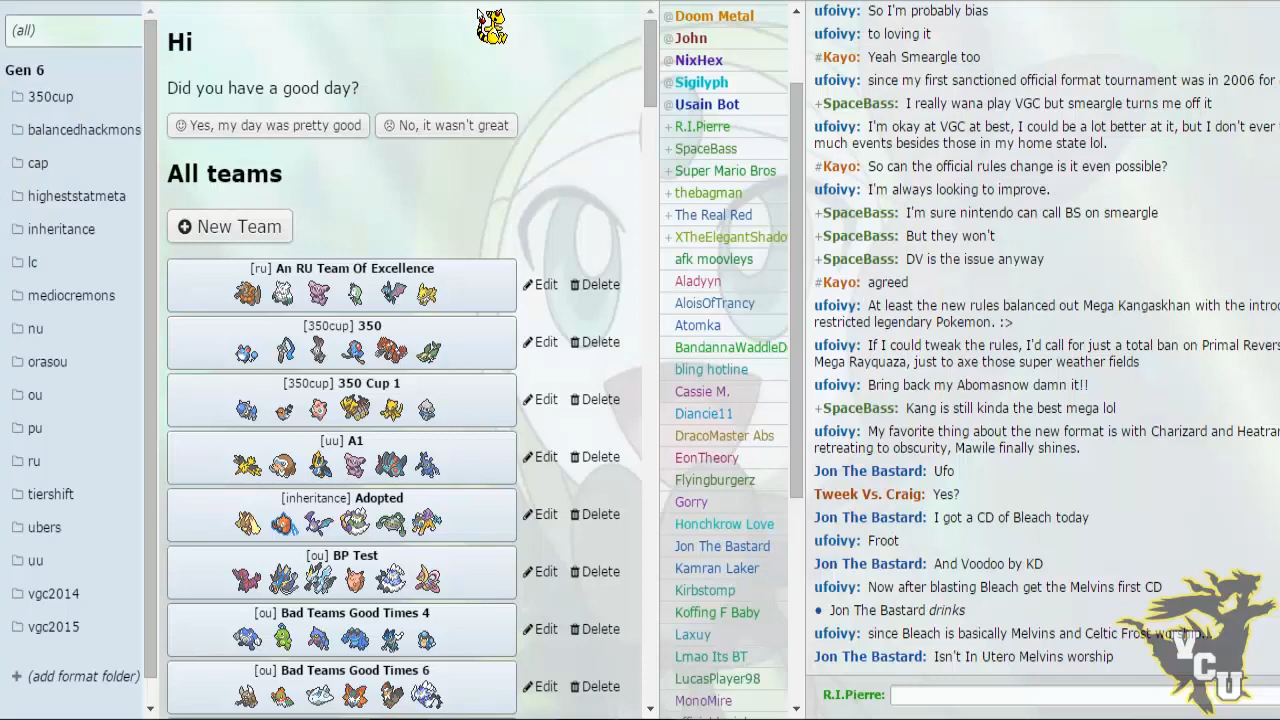 (all)
Gen 6
350cup
balancedhackmons
cap
higheststatmeta
inheritance
lc
mediocremons
nu
orasou
ou
pu
ru
tiershift
ubers
uu
vgc2014
vgc2015
(add format folder)
Hi
Did you have a good day?
Yes, my day was pretty good
No, it wasn't great
All teams
New Team
[ru] An RU Team Of Excellence
Edit Delete
[350cup] 350
Edit Delete
[350cup] 350 Cup 1
Edit Delete
[uu] A1
Edit Delete
[inheritance] Adopted
Edit Delete
[ou] BP Test
Edit Delete
[ou] Bad Teams Good Times 4
Edit Delete
[ou] Bad Teams Good Times 6
Edit Delete
@Doom Metal
@John
@NixHex
@Sigilyph
@Usain Bot
+R.I.Pierre
+SpaceBass
+Super Mario Bros
+thebagman
+The Real Red
+XTheElegantShado
afk moovleys
Aladyyn
AloisOfTrancy
Atomka
BandannaWaddleD
bling hotline
Cassie M.
Diancie11
DracoMaster Abs
EonTheory
Flyingburgerz
Gorry
Honchkrow Love
Jon The Bastard
Kamran Laker
Kirbstomp
Koffing F Baby
Laxuy
Lmao Its BT
LucasPlayer98
MonoMire
ufoivy: So I'm probably bias
ufoivy: to loving it
#Kayo: Yeah Smeargle too
ufoivy: since my first sanctioned official format tournament was in 2006 for
+SpaceBass: I really wana play VGC but smeargle turns me off it
ufoivy: I'm okay at VGC at best, I could be a lot better at it, but I don't ever
much events besides those in my home state lol.
#Kayo: So can the official rules change is it even possible?
ufoivy: I'm always looking to improve.
+SpaceBass: I'm sure nintendo can call BS on smeargle
+SpaceBass: But they won't
+SpaceBass: DV is the issue anyway
#Kayo: agreed
ufoivy: At least the new rules balanced out Mega Kangaskhan with the intro
restricted legendary Pokemon. :>
ufoivy: If I could tweak the rules, I'd call for just a total ban on Primal Rever
Mega Rayquaza, just to axe those super weather fields
ufoivy: Bring back my Abomasnow damn it!!
+SpaceBass: Kang is still kinda the best mega lol
ufoivy: My favorite thing about the new format is with Charizard and Heatran
retreating to obscurity, Mawile finally shines.
Jon The Bastard: Ufo
Tweek Vs. Craig: Yes?
Jon The Bastard: I got a CD of Bleach today
ufoivy: Froot
Jon The Bastard: And Voodoo by KD
ufoivy: Now after blasting Bleach get the Melvins first CD
• Jon The Bastard drinks
ufoivy: since Bleach is basically Melvins and Celtic Frost worship..
Jon The Bastard: Isn't In Utero Melvins worship
R.I.Pierre:
VCU